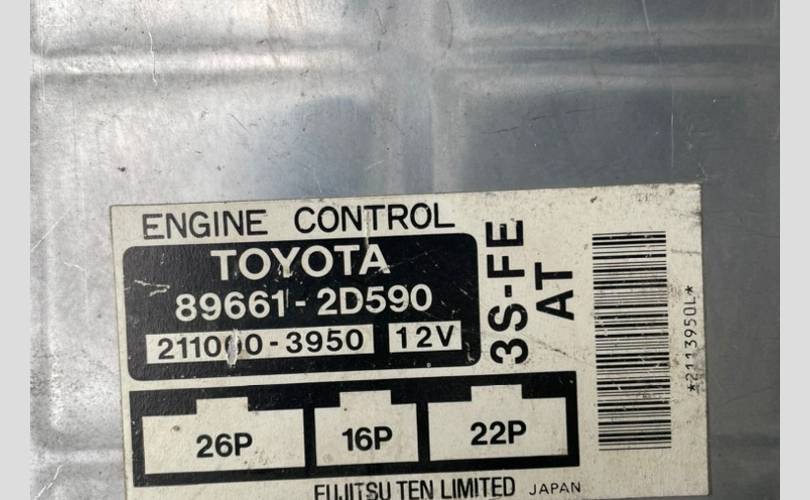 ENGINE CONTROL
TOYOTA
89661-2D590
211000-3950 12V
3S-FE
AT
26P 16P 22P
FUJITSU TEN LIMITED JAPAN
*2113950L*